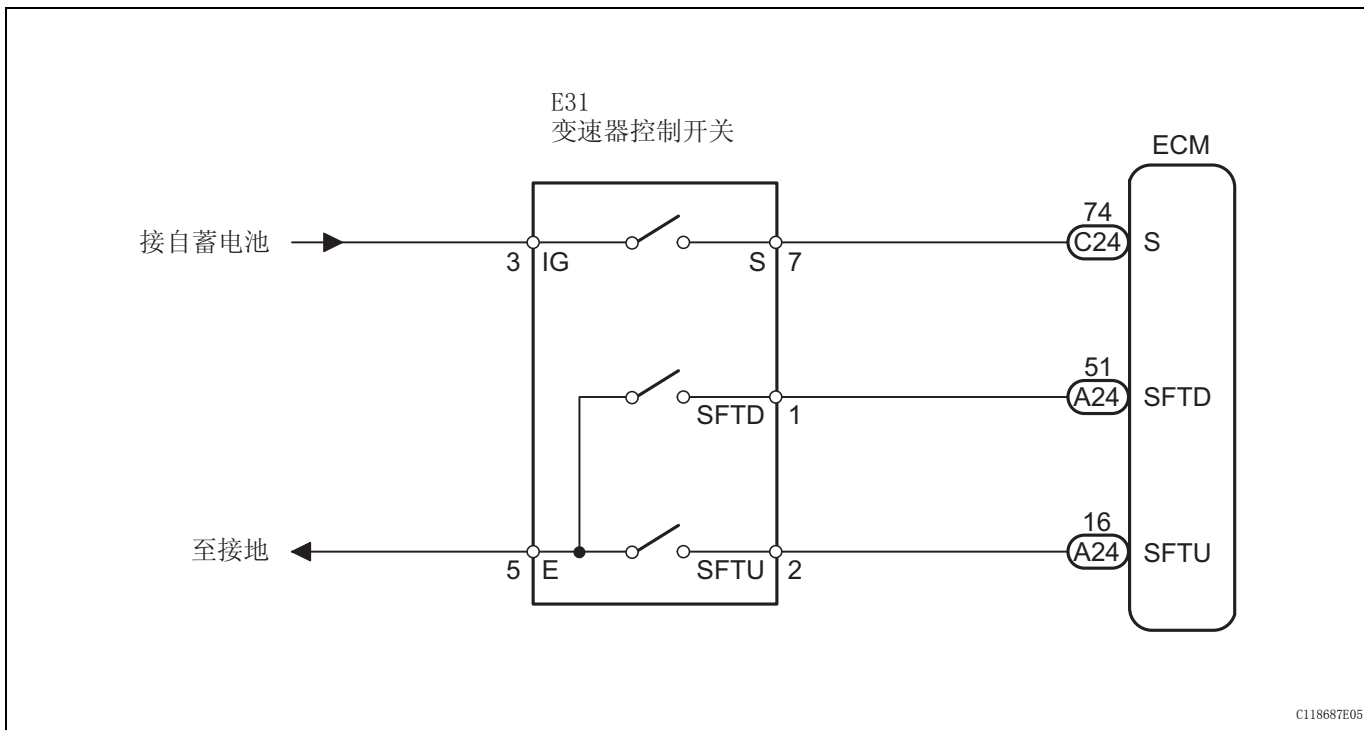 E31
变速器控制开关
ECM
接自蓄电池
3
IG
S
7
74
C24
S
SFTD
1
51
A24
SFTD
至接地
5
E
SFTU
2
16
A24
SFTU
C118687E05